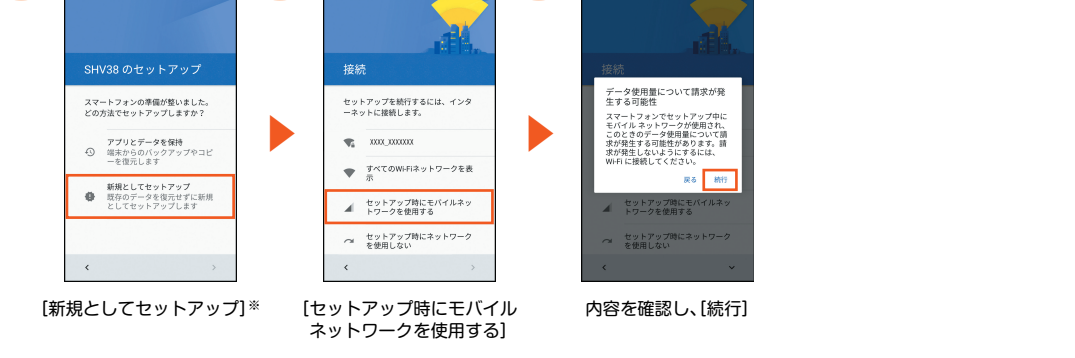 SHV38 のセットアップ
スマートフォンの準備が整いました。
どの方法でセットアップしますか？
アプリとデータを保持
端末からのバックアップやコピ
ーを復元します
新規としてセットアップ
既存のデータを復元せずに新規
としてセットアップします
[新規としてセットアップ]※
接続
セットアップを続行するには、インタ
ーネットに接続します。
XXXX_XXXXXXX
すべてのWi-Fiネットワークを表
示
セットアップ時にモバイルネッ
トワークを使用する
セットアップ時にネットワーク
を使用しない
[セットアップ時にモバイル
ネットワークを使用する]
接続
データ使用量について請求が発
生する可能性
スマートフォンでセットアップ中に
モバイル ネットワークが使用され、
このときのデータ使用量について請
求が発生する可能性があります。請
求が発生しないようにするには、
Wi-Fi に接続してください。
戻る 続行
セットアップ時にモバイルネッ
トワークを使用する
セットアップ時にネットワーク
を使用しない
内容を確認し、[続行]